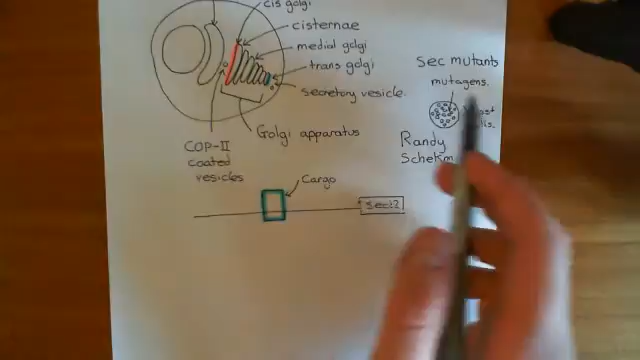 cis golgi
cisternae
medial golgi
trans golgi
secretory vesicle.
Golgi apparatus
COP-II
coated
vesicles
Sec mutants
mutagens.
Randy
Cargo